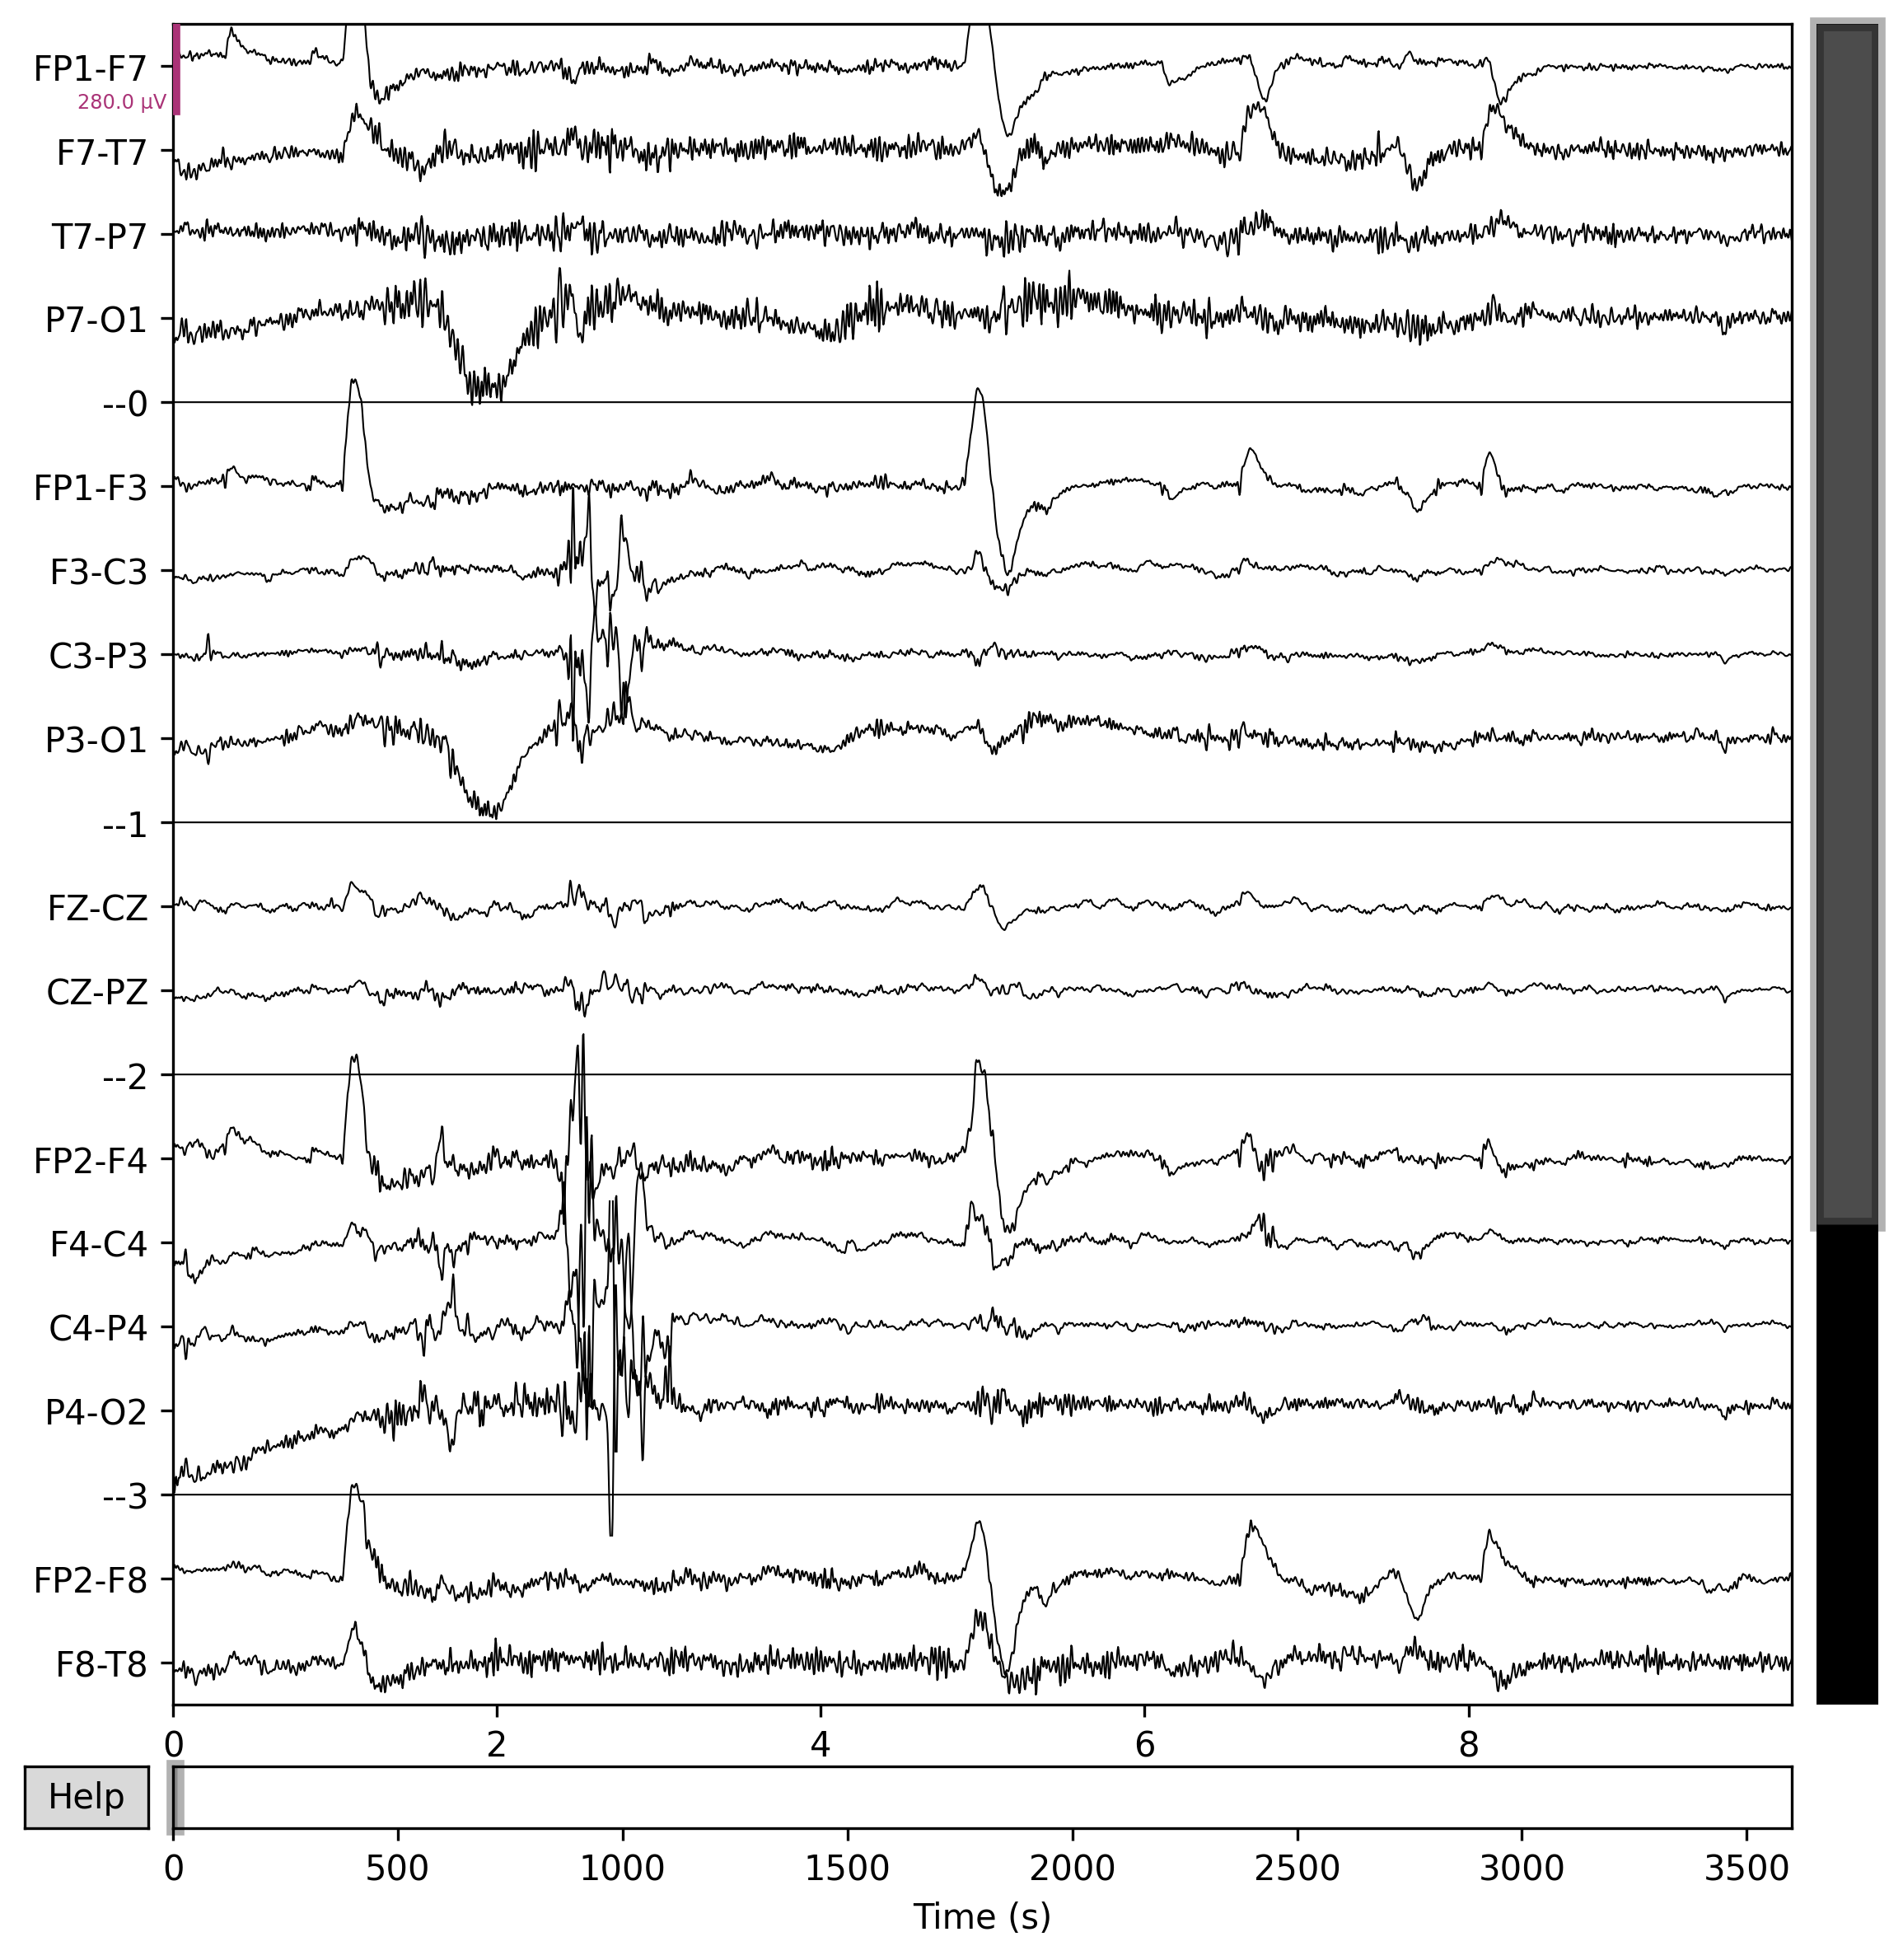 FP1-F7
280.0 µV
F7-T7
T7-P7
P7-O1
--0
FP1-F3
F3-C3
C3-P3
P3-O1
--1
FZ-CZ
CZ-PZ
--2
FP2-F4
F4-C4
C4-P4
P4-O2
--3
FP2-F8
F8-T8
0 2 4 6 8
Help
0 500 1000 1500 2000 2500 3000 3500
Time (s)